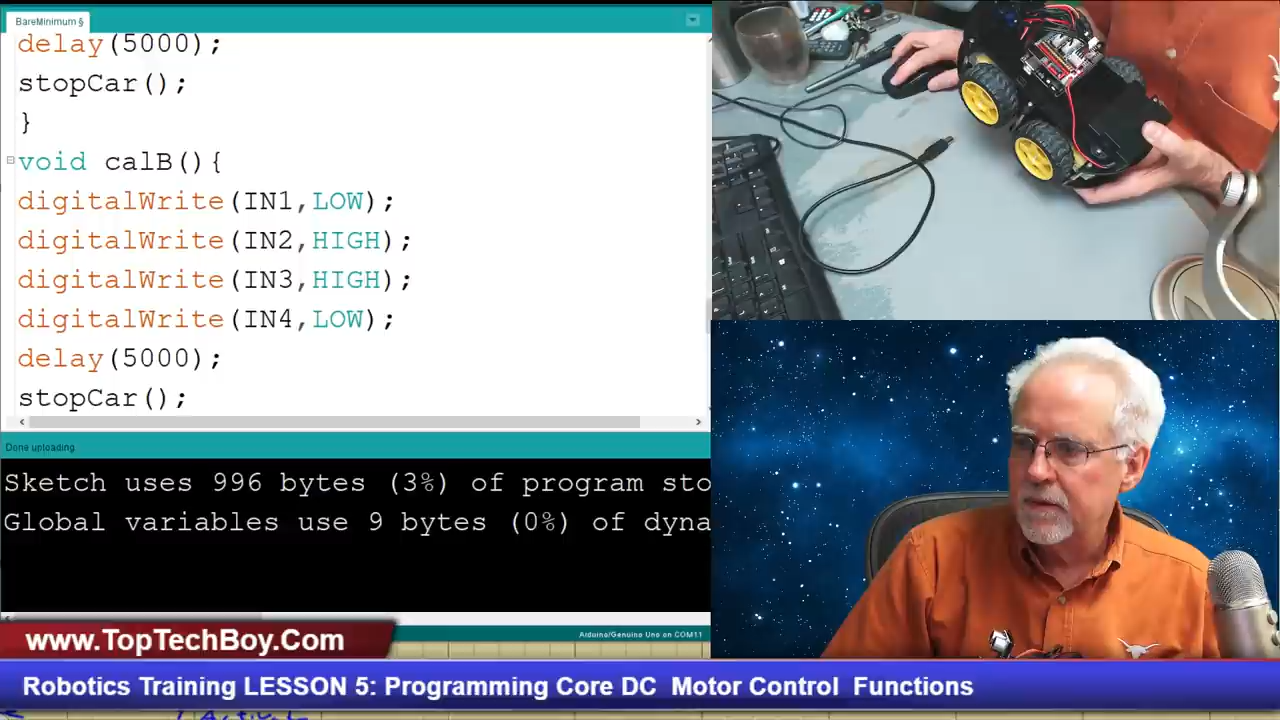 BareMinimum §
delay(5000);
stopCar();
}
void calB(){
digitalWrite(IN1,LOW);
digitalWrite(IN2,HIGH);
digitalWrite(IN3,HIGH);
digitalWrite(IN4,LOW);
delay(5000);
stopCar();
Done uploading.
Sketch uses 996 bytes (3%) of program sto
Global variables use 9 bytes (0%) of dyna
Arduino/Genuino Uno on COM11
www.TopTechBoy.Com
Robotics Training LESSON 5: Programming Core DC Motor Control Functions